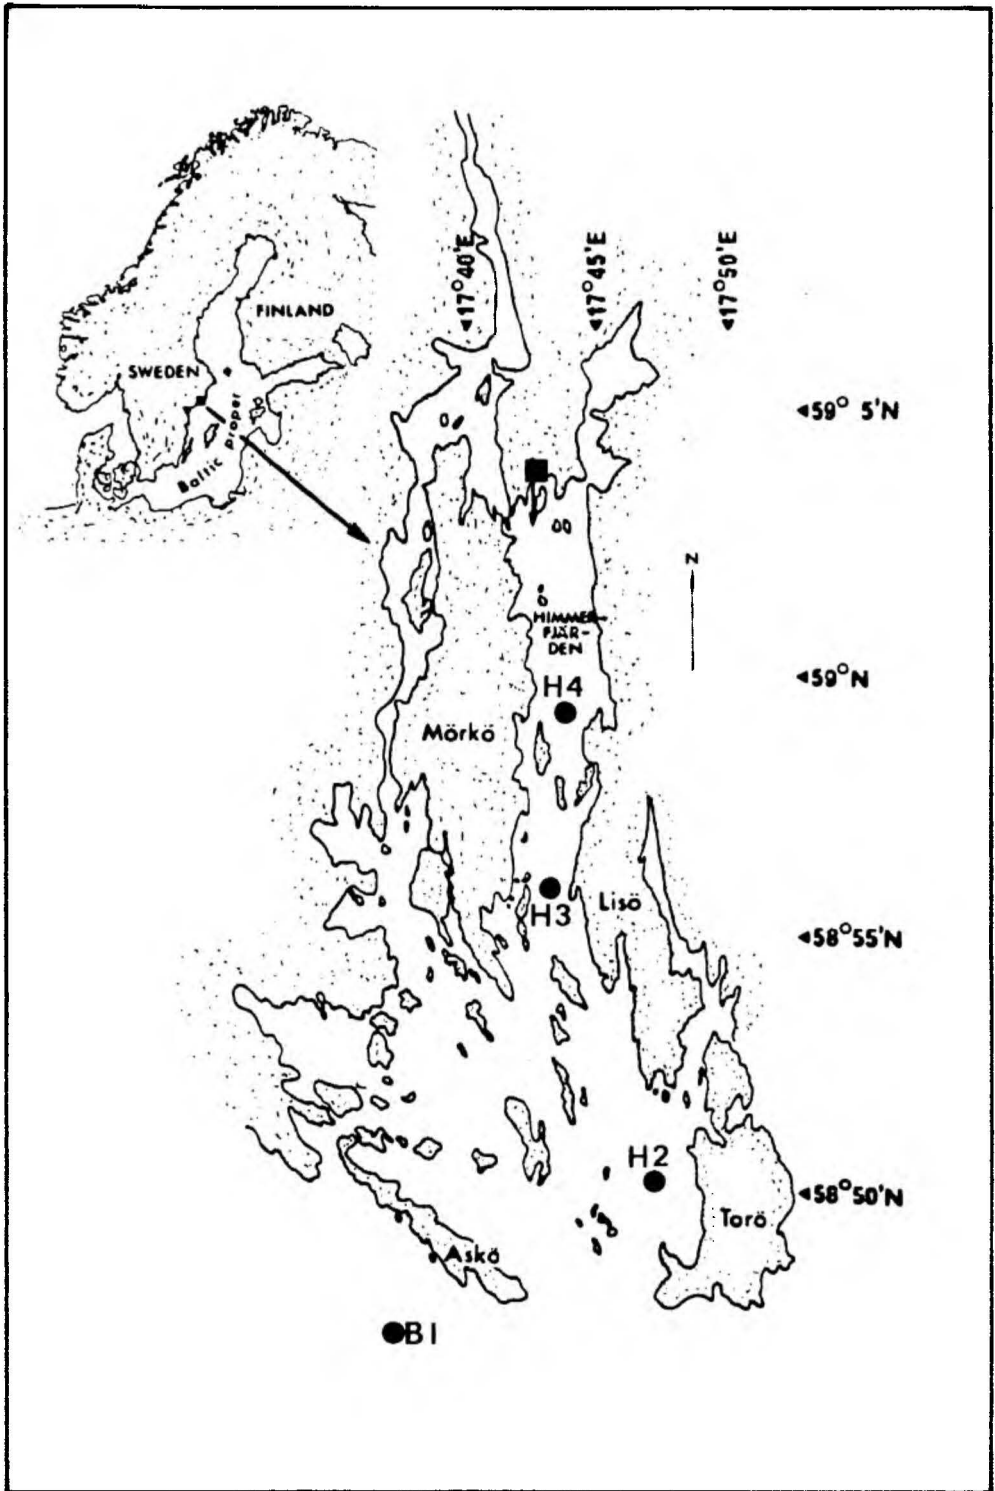 FINLAND
SWEDEN
Baltic proper
◄17°40'E
◄17°45'E
◄17°50'E
◄59° 5'N
N
HIMMER-
FJÄR-
DEN
◄59°N
H4
Mörkö
H3
Lisö
◄58°55'N
H2
◄58°50'N
Torö
Askö
B1